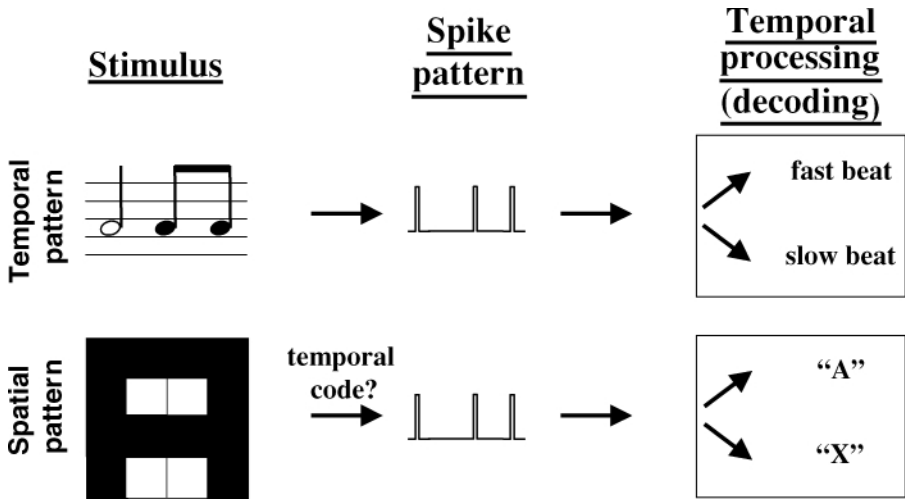 Stimulus
Spike
pattern
Temporal
processing
(decoding)
Temporal
pattern
fast beat
slow beat
Spatial
pattern
temporal
code?
“A”
“X”